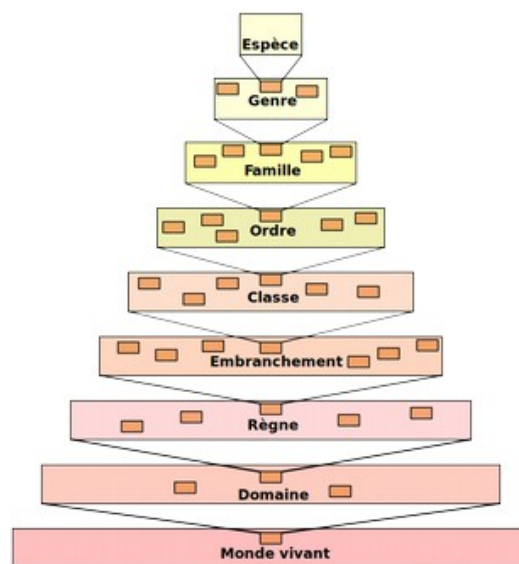 Espèce
Genre
Famille
Ordre
Classe
Embranchement
Règne
Domaine
Monde vivant